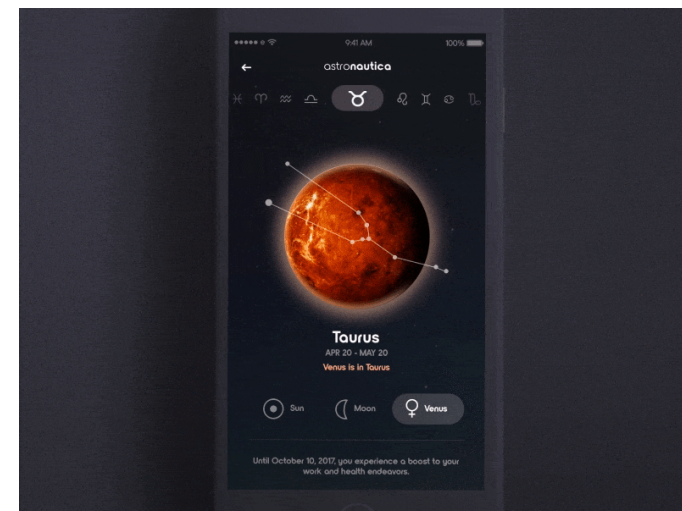 9:41 AM 100%
astronautica
Taurus
APR 20 - MAY 20
Venus is in Taurus
Sun Moon Venus
Until October 10, 2017, you experience a boost to your
work and health endeavors.